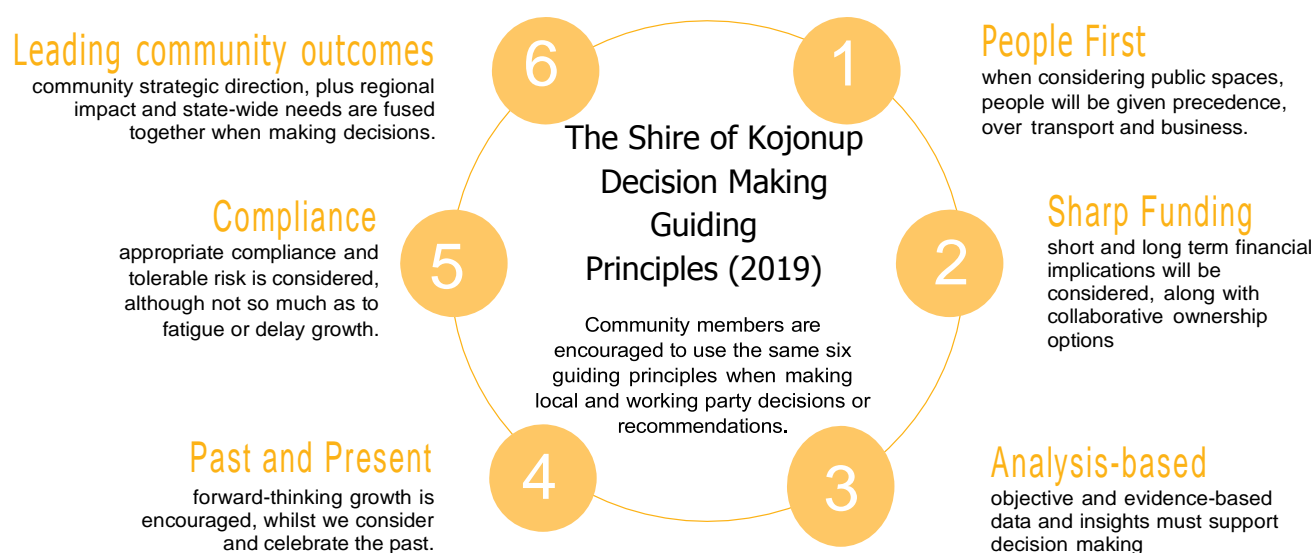 The Shire of Kojonup
Decision Making
Guiding
Principles (2019)
Community members are
encouraged to use the same six
guiding principles when making
local and working party decisions or
recommendations.
1
People First
when considering public spaces,
people will be given precedence,
over transport and business.
2
Sharp Funding
short and long term financial
implications will be
considered, along with
collaborative ownership
options
3
Analysis-based
objective and evidence-based
data and insights must support
decision making
4
Past and Present
forward-thinking growth is
encouraged, whilst we consider
and celebrate the past.
5
Compliance
appropriate compliance and
tolerable risk is considered,
although not so much as to
fatigue or delay growth.
6
Leading community outcomes
community strategic direction, plus regional
impact and state-wide needs are fused
together when making decisions.